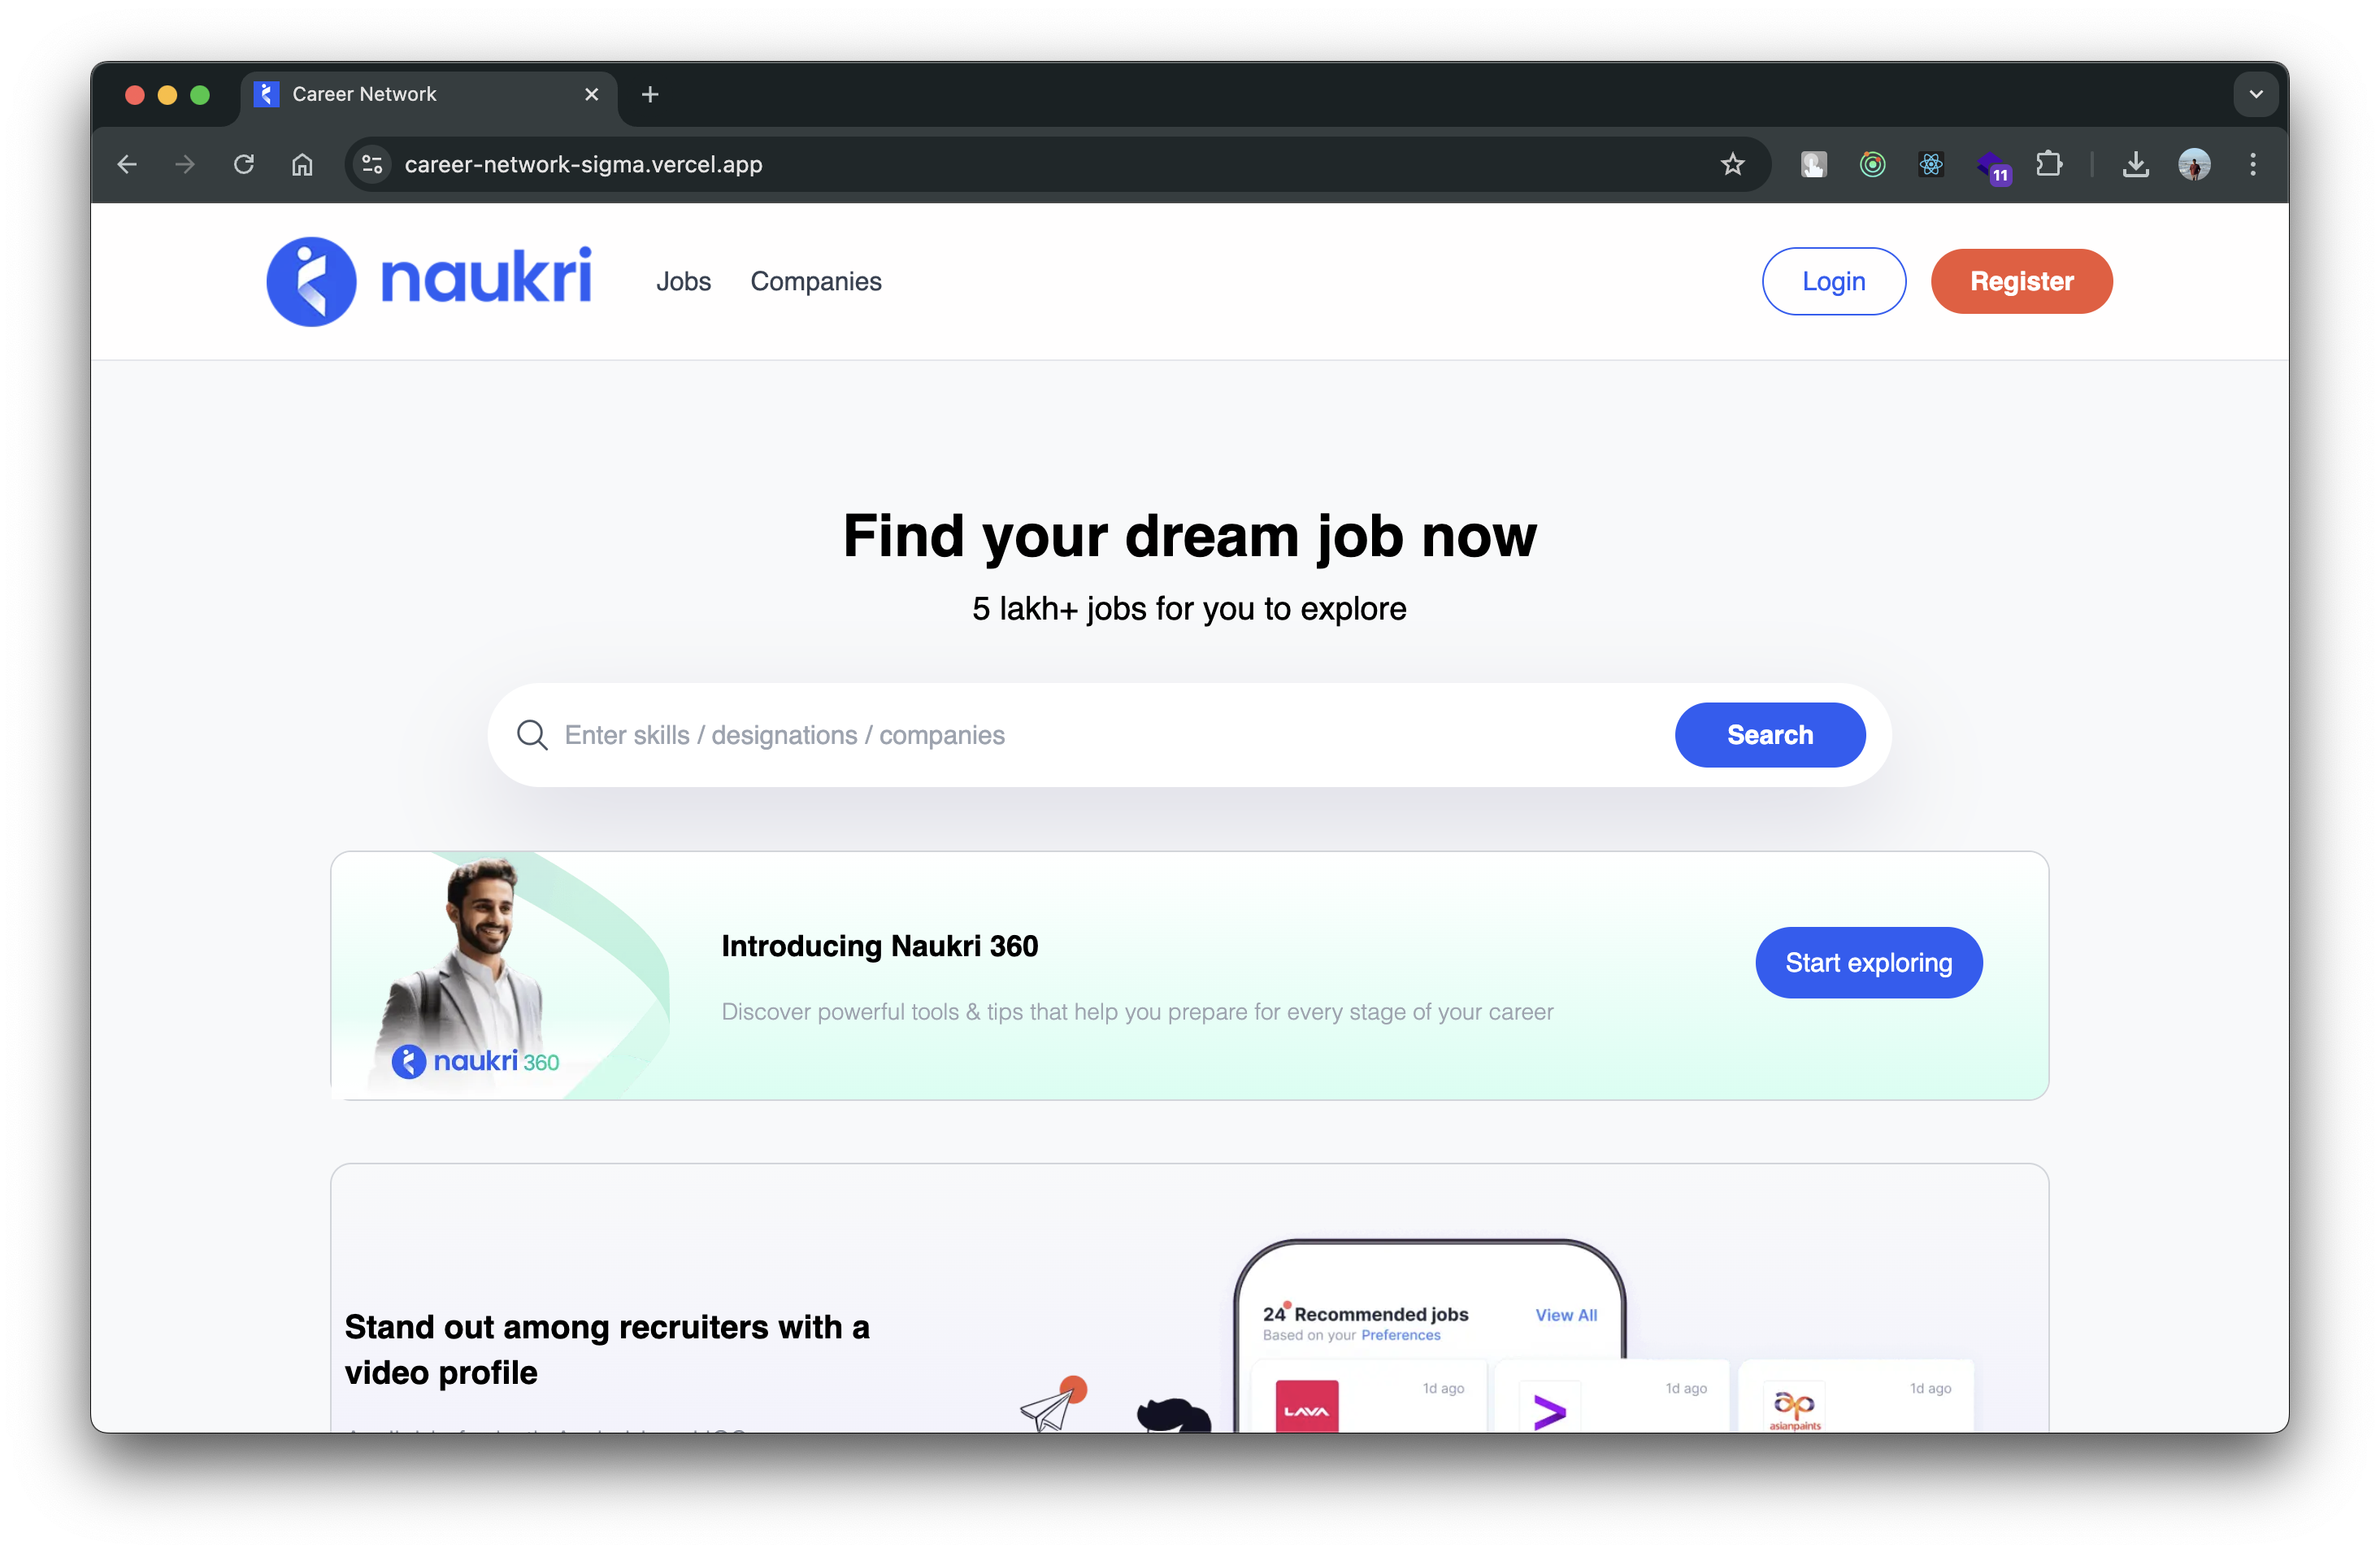 Career Network
career-network-sigma.vercel.app
11
naukri
Jobs
Companies
Login
Register
Find your dream job now
5 lakh+ jobs for you to explore
Enter skills / designations / companies
Search
Introducing Naukri 360
Start exploring
Discover powerful tools & tips that help you prepare for every stage of your career
naukri 360
24 Recommended jobs
View All
Based on your Preferences
Stand out among recruiters with a
video profile
1d ago
1d ago
1d ago
LAVA
ap
asianpaints